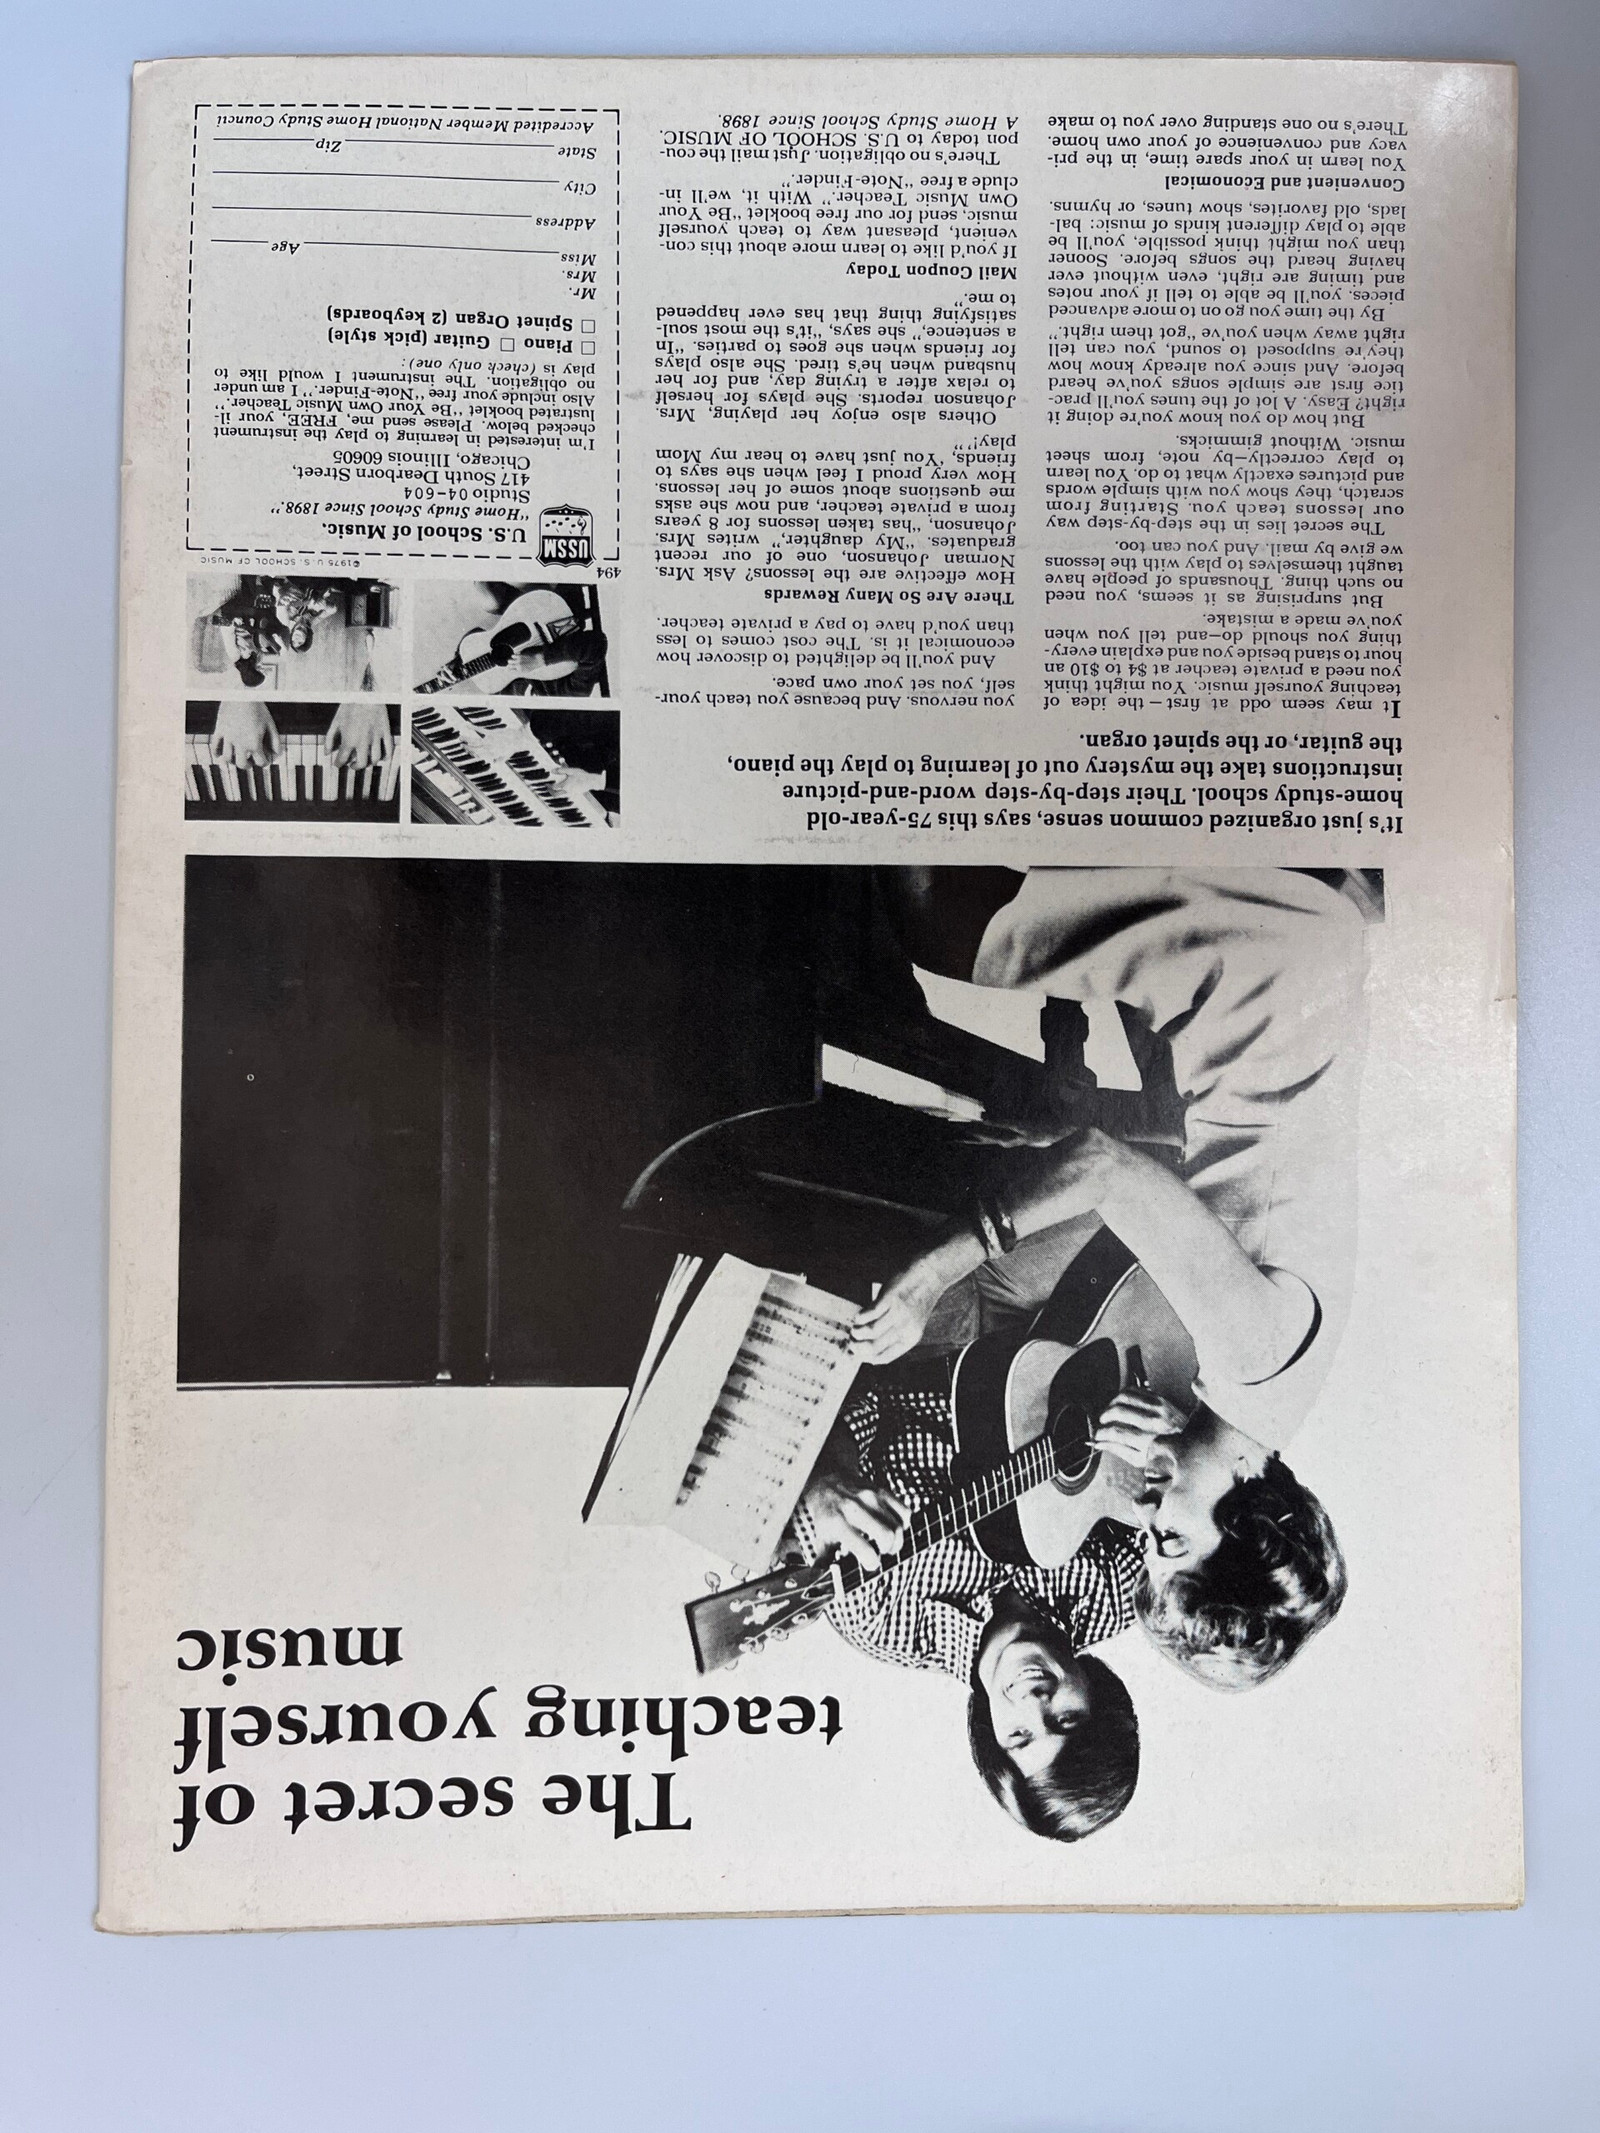 The secret of
teaching yourself
music
It's just organized common sense, says this 75-year-old
home-study school. Their step-by-step word-and-picture
instructions take the mystery out of learning to play the piano,
the guitar, or the spinet organ.
It may seem odd at first — the idea of
teaching yourself music. You might think
you need a private teacher at $4 to $10 an
hour to stand beside you and explain every-
thing you should do—and tell you when
you've made a mistake.
But surprising as it seems, you need
no such thing. Thousands of people have
taught themselves to play with the lessons
we give by mail. And you can too.
The secret lies in the step-by-step way
our lessons teach you. Starting from
scratch, they show you with simple words
and pictures exactly what to do. You learn
to play correctly—by note, from sheet
music. Without gimmicks.
But how do you know you're doing it
right? Easy. A lot of the tunes you'll prac-
tice first are simple songs you've heard
before. And since you already know how
they're supposed to sound, you can tell
right away when you've "got them right."
By the time you go on to more advanced
pieces, you'll be able to tell if your notes
and timing are right, even without ever
having heard the songs before. Sooner
than you might think possible, you'll be
able to play different kinds of music: bal-
lads, old favorites, show tunes, or hymns.
Convenient and Economical
You learn in your spare time, in the pri-
vacy and convenience of your own home.
There's no one standing over you to make
you nervous. And because you teach your-
self, you set your own pace.
And you'll be delighted to discover how
economical it is. The cost comes to less
than you'd have to pay a private teacher.
There Are So Many Rewards
How effective are the lessons? Ask Mrs.
Norman Johanson, one of our recent
graduates. "My daughter," writes Mrs.
Johanson, "has taken lessons for 8 years
from a private teacher, and now she asks
me questions about some of her lessons.
How very proud I feel when she says to
friends, 'You just have to hear my Mom
play!'"
Others also enjoy her playing, Mrs.
Johanson reports. She plays for herself
to relax after a trying day, and for her
husband when he's tired. She also plays
for friends when she goes to parties. "In
a sentence," she says, "it's the most soul-
satisfying thing that has ever happened
to me."
Mail Coupon Today
If you'd like to learn more about this con-
venient, pleasant way to teach yourself
music, send for our free booklet "Be Your
Own Music Teacher." With it, we'll in-
clude a free "Note-Finder."
There's no obligation. Just mail the cou-
pon today to U.S. SCHOOL OF MUSIC.
A Home Study School Since 1898.
494
©1975 U.S. SCHOOL OF MUSIC
USSM
U.S. School of Music.
"Home Study School Since 1898."
Studio 04-604
417 South Dearborn Street,
Chicago, Illinois 60605
I'm interested in learning to play the instrument
checked below. Please send me, FREE, your il-
lustrated booklet "Be Your Own Music Teacher."
Also include your free "Note-Finder." I am under
no obligation. The instrument I would like to
play is (check only one):
□ Piano □ Guitar (pick style)
□ Spinet Organ (2 keyboards)
Mr.
Mrs.
Miss Age
Address
City
State Zip
Accredited Member National Home Study Council